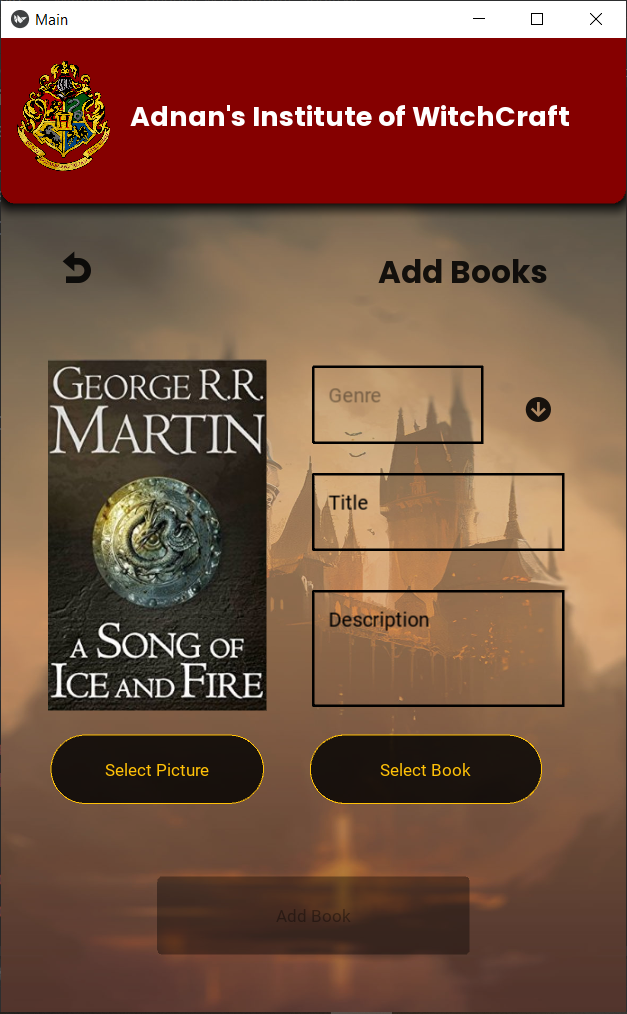 Main
Adnan's Institute of WitchCraft
Add Books
GEORGE R.R.
MARTIN
A SONG OF
ICE AND FIRE
Genre
Title
Description
Select Picture
Select Book
Add Book